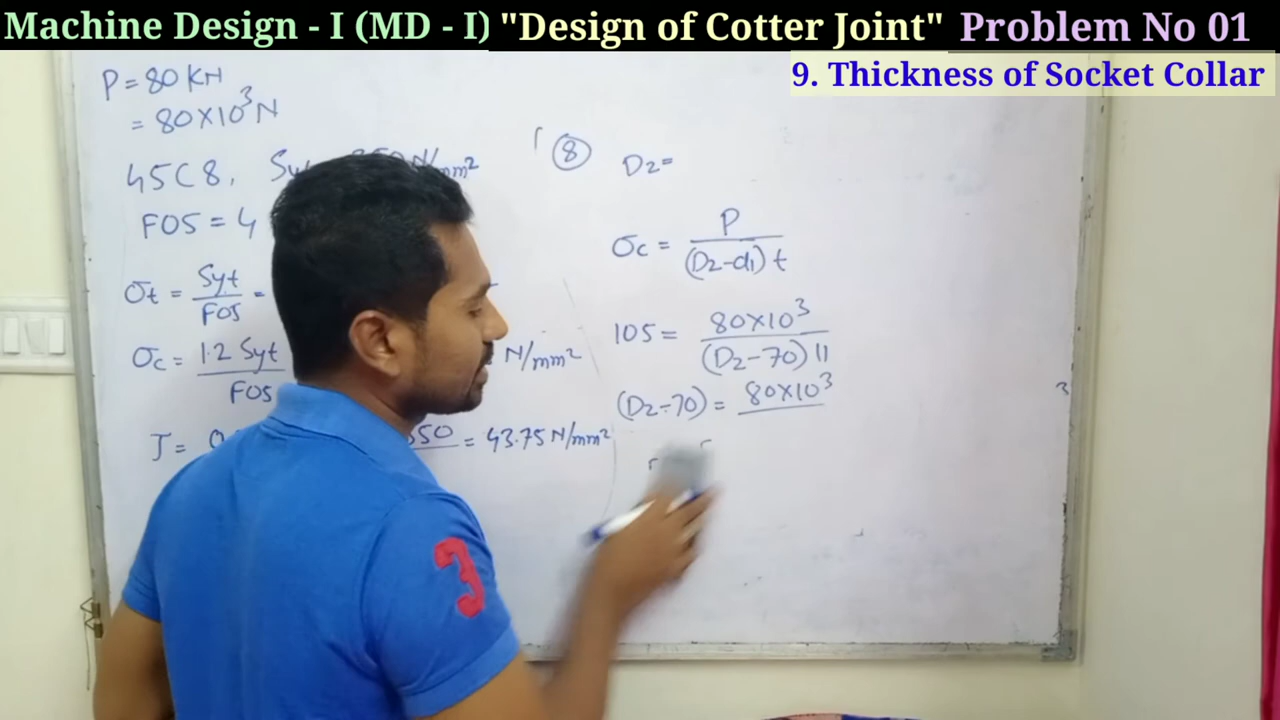 Machine Design - I (MD - I) "Design of Cotter Joint" Problem No 01
9. Thickness of Socket Collar
P = 80 KN
= 80×10³ N
45C8, N/mm²
FOS = 4
σt = Syt / FOS =
σc = 1.2 Syt / FOS N/mm²
= 43.75 N/mm²
8 D2 =
σc = P / (D2-d1) t
105 = 80×10³ / (D2-70) 11
(D2-70) = 80×10³
3